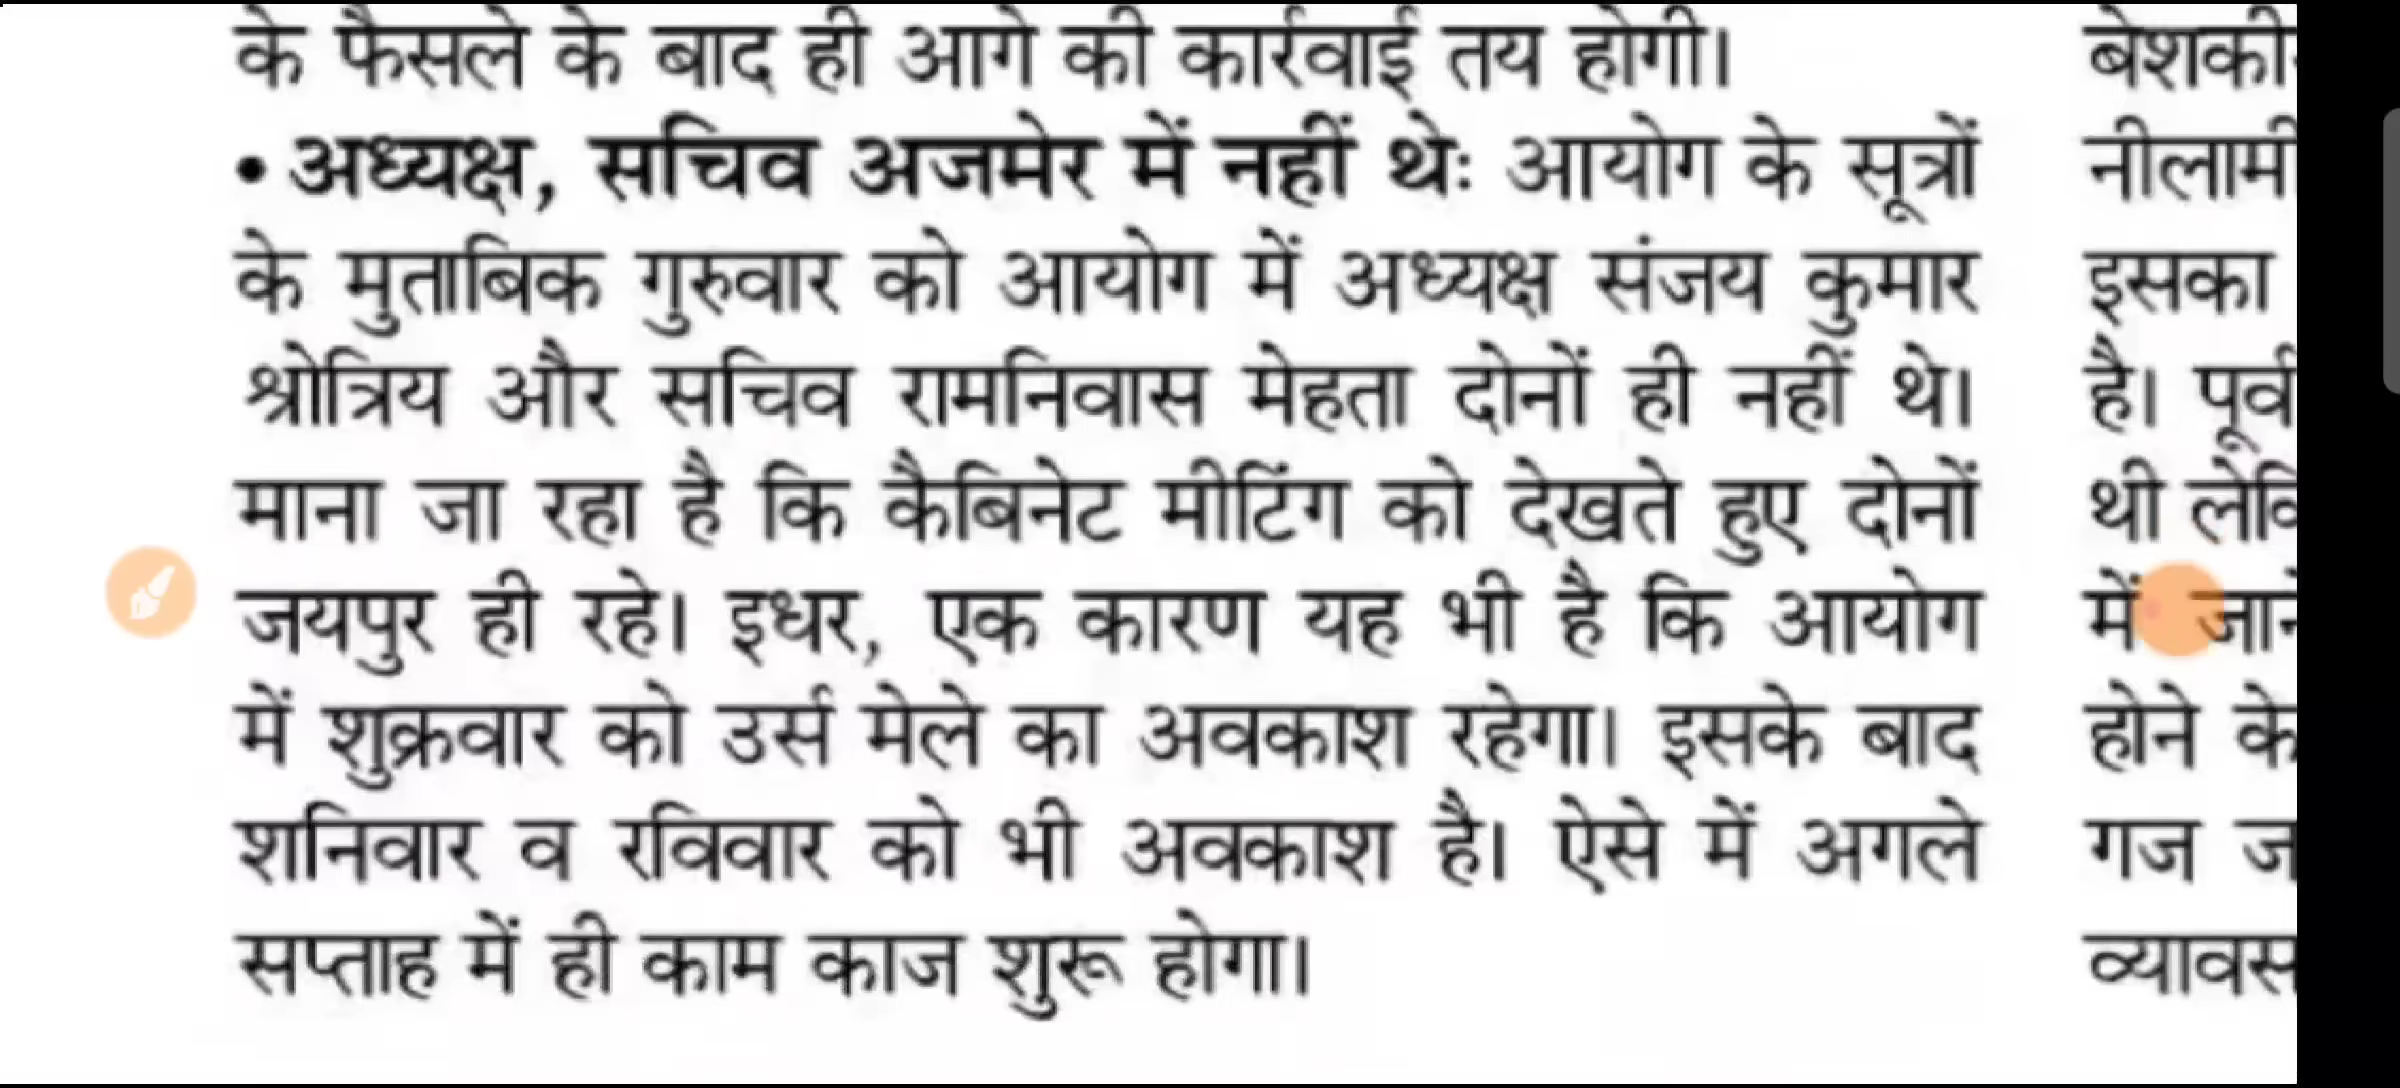 के फैसले के बाद ही आगे की कार्रवाई तय होगी।
• अध्यक्ष, सचिव अजमेर में नहीं थेः आयोग के सूत्रों
के मुताबिक गुरुवार को आयोग में अध्यक्ष संजय कुमार
श्रोत्रिय और सचिव रामनिवास मेहता दोनों ही नहीं थे।
माना जा रहा है कि कैबिनेट मीटिंग को देखते हुए दोनों
जयपुर ही रहे। इधर, एक कारण यह भी है कि आयोग
में शुक्रवार को उर्स मेले का अवकाश रहेगा। इसके बाद
शनिवार व रविवार को भी अवकाश है। ऐसे में अगले
सप्ताह में ही काम काज शुरू होगा।
नीलामी
इसका
है। पूर्व
थी
में
होने के
गज